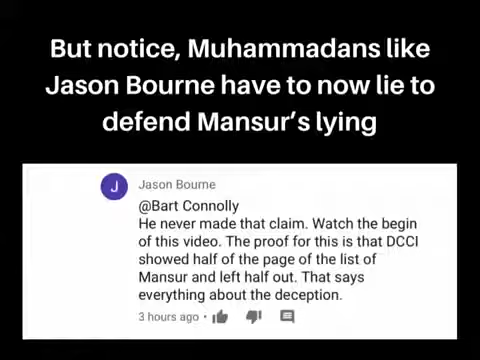 But notice, Muhammadans like
Jason Bourne have to now lie to
defend Mansur's lying
J
Jason Bourne
@Bart Connolly
He never made that claim. Watch the begin
of this video. The proof for this is that DCCI
showed half of the page of the list of
Mansur and left half out. That says
everything about the deception.
3 hours ago •